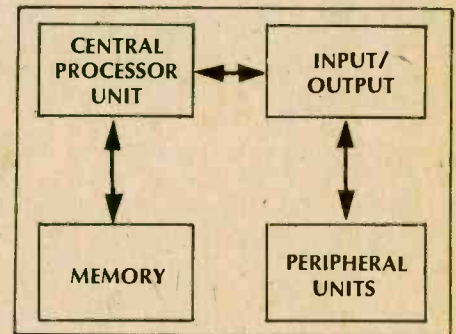 CENTRAL
PROCESSOR
UNIT
INPUT/
OUTPUT
MEMORY
PERIPHERAL
UNITS